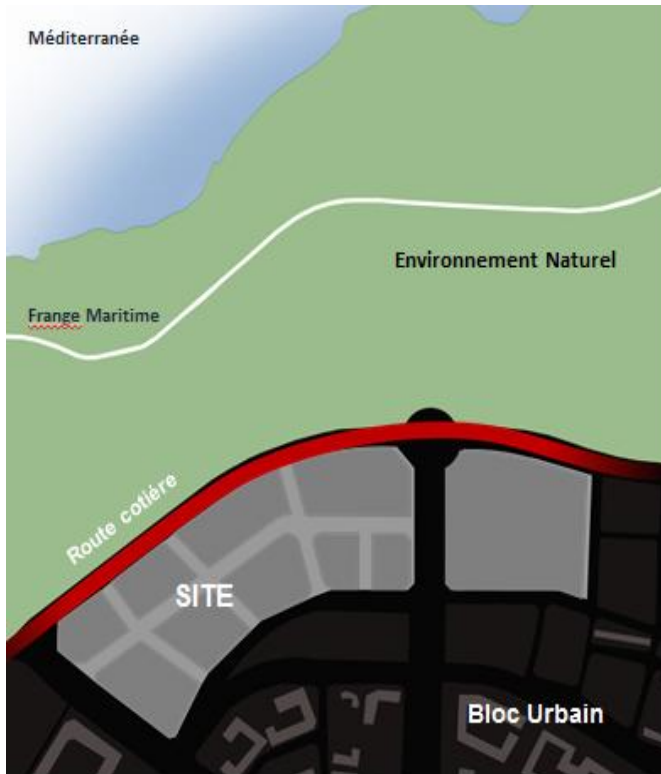 Méditerranée
Environnement Naturel
Frange Maritime
Route cotiére
SITE
Bloc Urbain